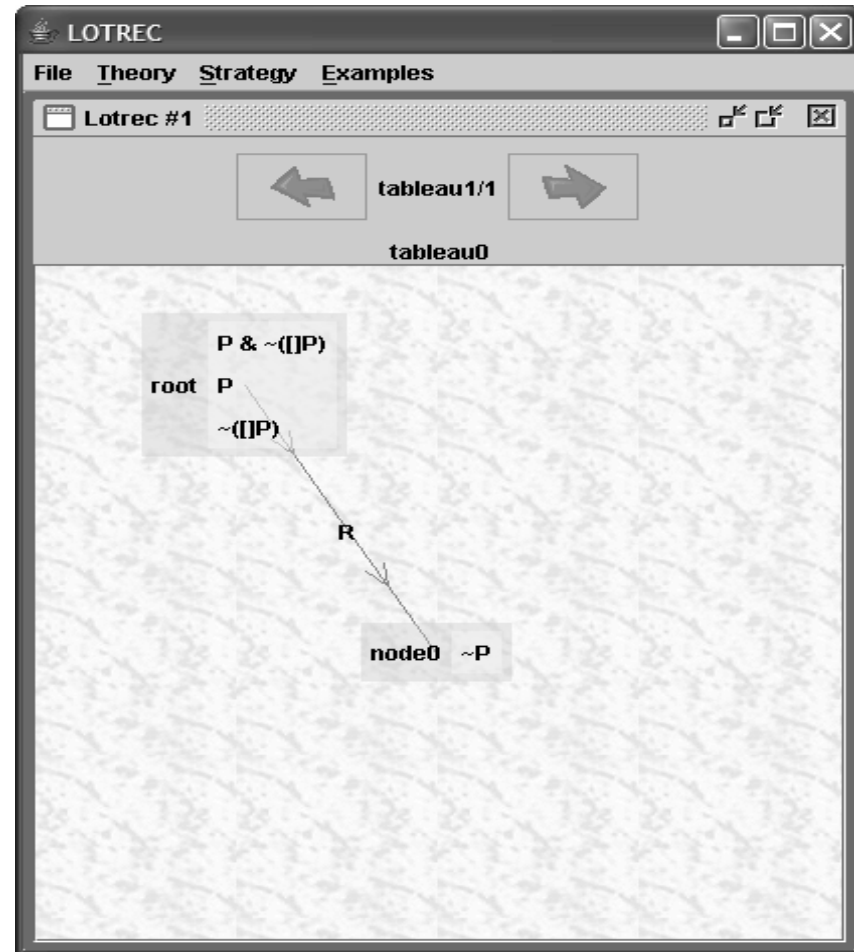 LOTREC
File Theory Strategy Examples
Lotrec #1
tableau1/1
tableau0
P & ~([]P)
root P
~([]P)
R
node0 ~P